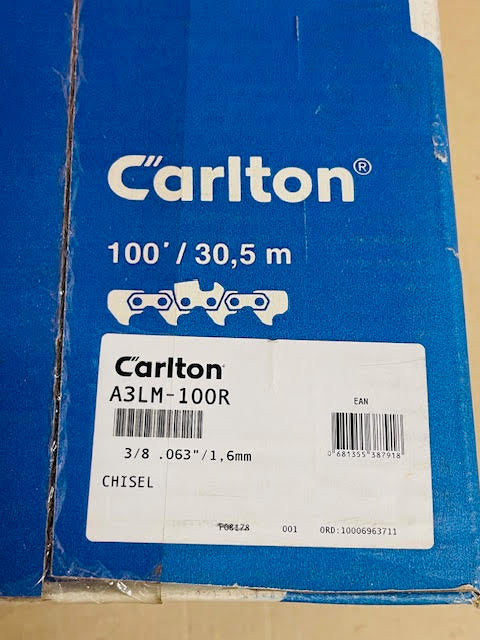 Carlton®
100'/30,5 m
Carlton
A3LM-100R
EAN
0 681355 387918
3/8 .063"/1,6mm
CHISEL
001 ORD:10006963711